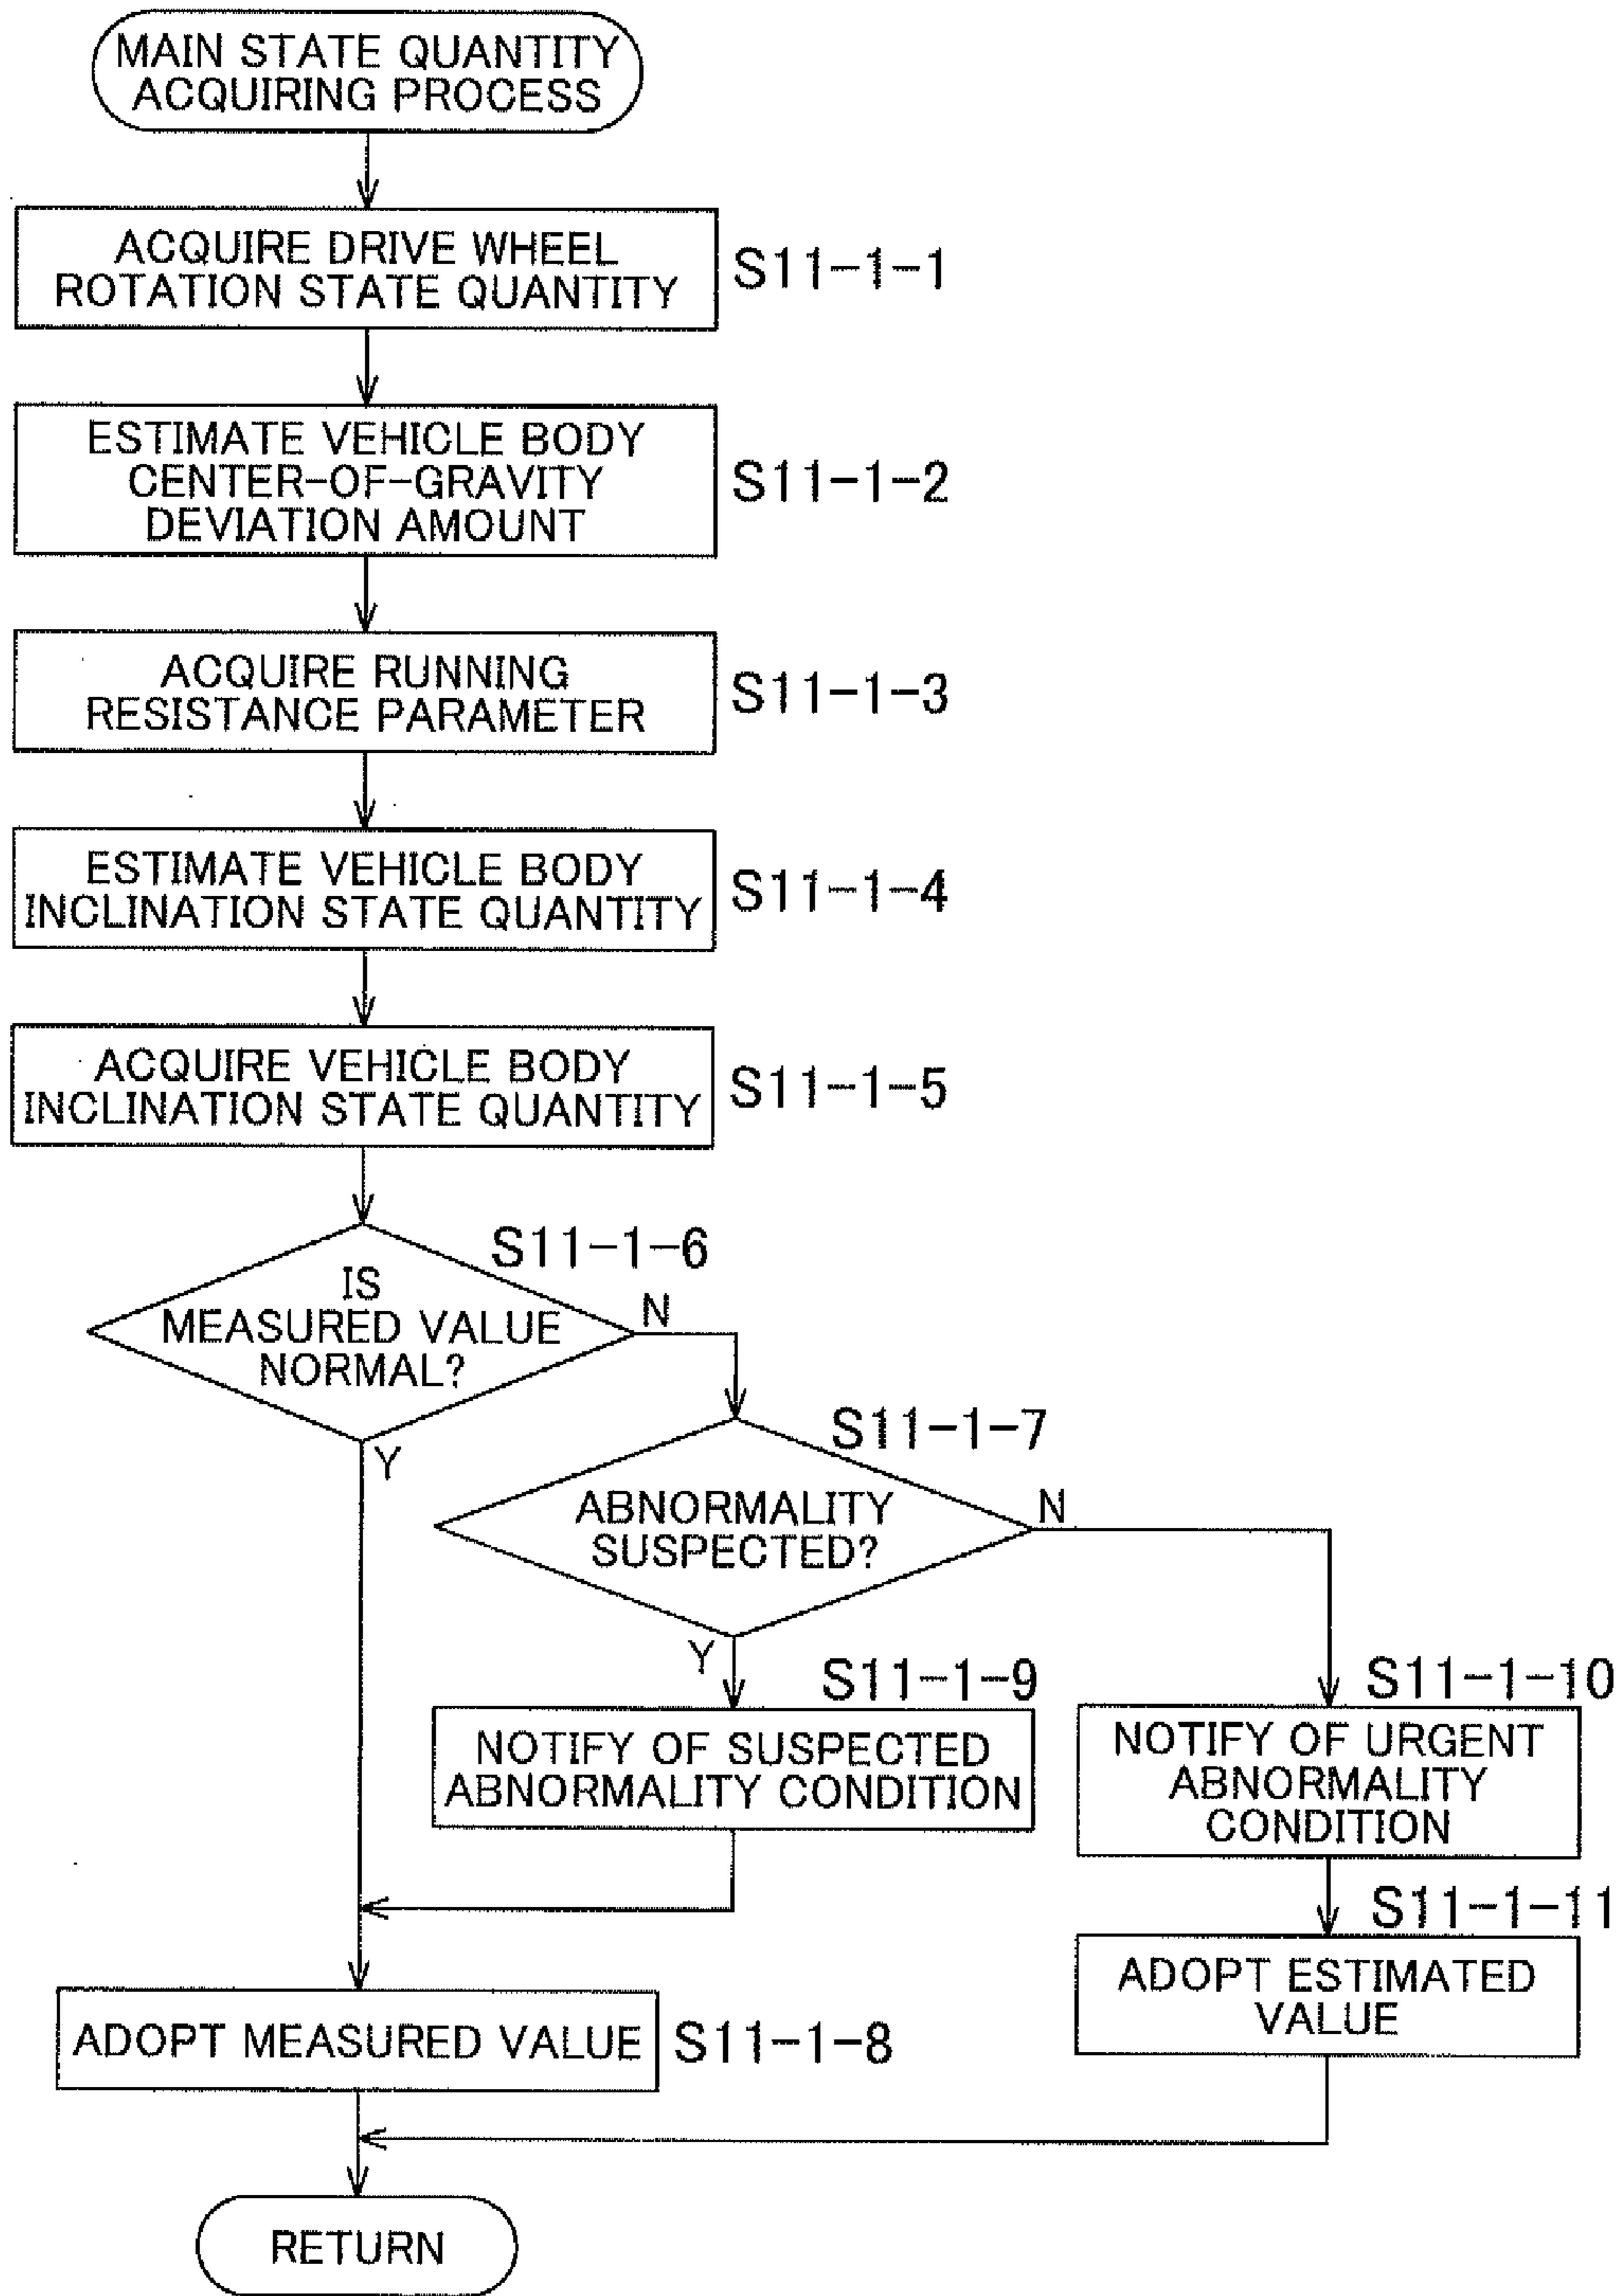 MAIN STATE QUANTITY
ACQUIRING PROCESS
ACQUIRE DRIVE WHEEL
ROTATION STATE QUANTITY
S11-1-1
ESTIMATE VEHICLE BODY
CENTER-OF-GRAVITY
DEVIATION AMOUNT
S11-1-2
ACQUIRE RUNNING
RESISTANCE PARAMETER
S11-1-3
ESTIMATE VEHICLE BODY
INCLINATION STATE QUANTITY
S11-1-4
ACQUIRE VEHICLE BODY
INCLINATION STATE QUANTITY
S11-1-5
S11-1-6
IS
MEASURED VALUE
NORMAL?
N
Y
S11-1-7
ABNORMALITY
SUSPECTED?
N
Y
S11-1-9
NOTIFY OF SUSPECTED
ABNORMALITY CONDITION
S11-1-10
NOTIFY OF URGENT
ABNORMALITY
CONDITION
S11-1-11
ADOPT ESTIMATED
VALUE
ADOPT MEASURED VALUE
S11-1-8
RETURN